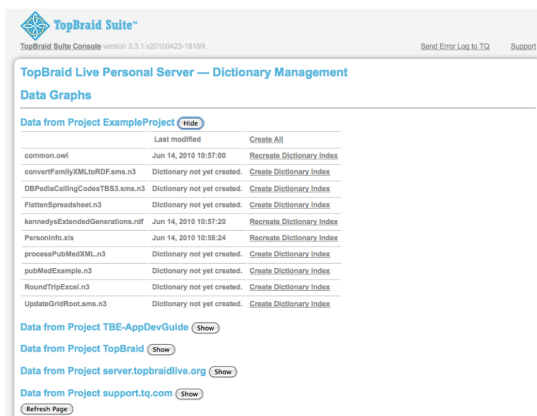 TopBraid Suite™
TopBraid Suite Console version 3.3.1.v20100423-1816R
Send Error Log to TQ Support
TopBraid Live Personal Server — Dictionary Management
Data Graphs
Data from Project ExampleProject Hide
Last modified Create All
common.owl Jun 14, 2010 10:57:00 Recreate Dictionary Index
convertFamilyXMLtoRDF.sms.n3 Dictionary not yet created. Create Dictionary Index
DBPediaCallingCodesTBS3.sms.n3 Dictionary not yet created. Create Dictionary Index
FlattenSpreadsheet.n3 Dictionary not yet created. Create Dictionary Index
kennedysExtendedGenerations.rdf Jun 14, 2010 10:57:20 Recreate Dictionary Index
PersonInfo.xls Jun 14, 2010 10:58:24 Recreate Dictionary Index
processPubMedXML.n3 Dictionary not yet created. Create Dictionary Index
pubMedExample.n3 Dictionary not yet created. Create Dictionary Index
RoundTripExcel.n3 Dictionary not yet created. Create Dictionary Index
UpdateGridRoot.sms.n3 Dictionary not yet created. Create Dictionary Index
Data from Project TBE-AppDevGuide Show
Data from Project TopBraid Show
Data from Project server.topbraidlive.org Show
Data from Project support.tq.com Show
Refresh Page